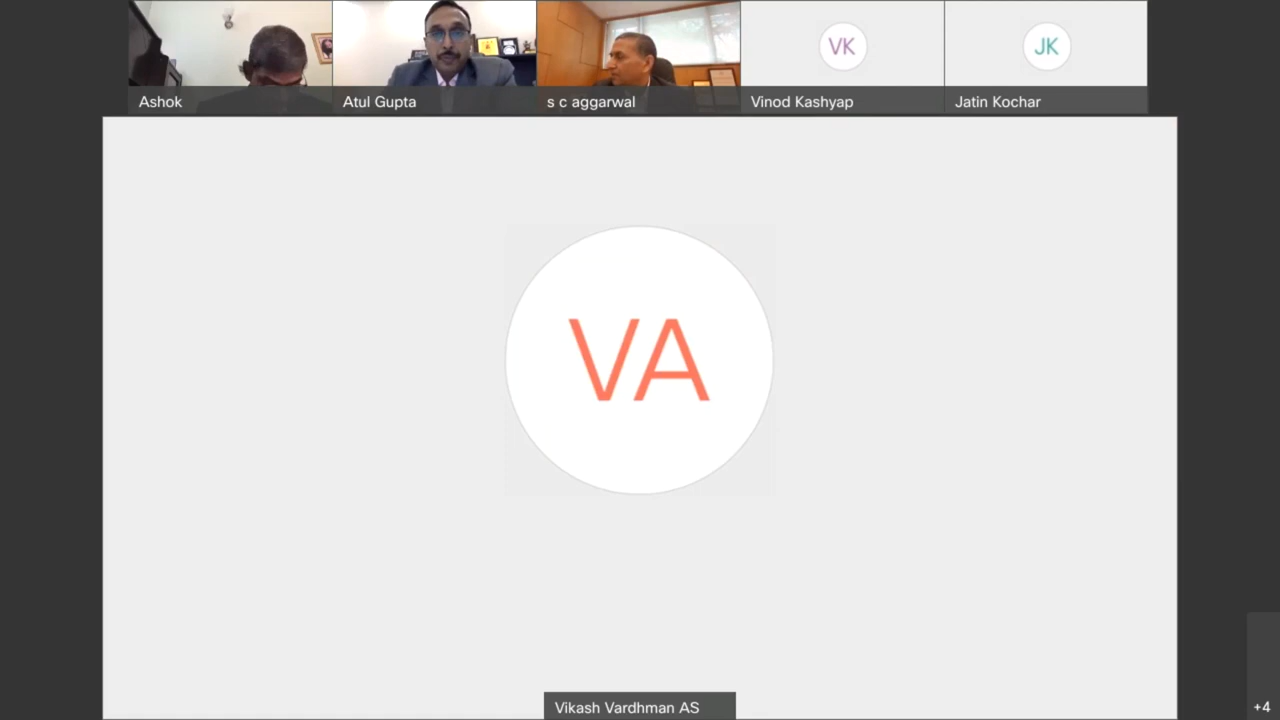 VK
JK
Ashok
Atul Gupta
s c aggarwal
Vinod Kashyap
Jatin Kochar
VA
Vikash Vardhman AS
+4